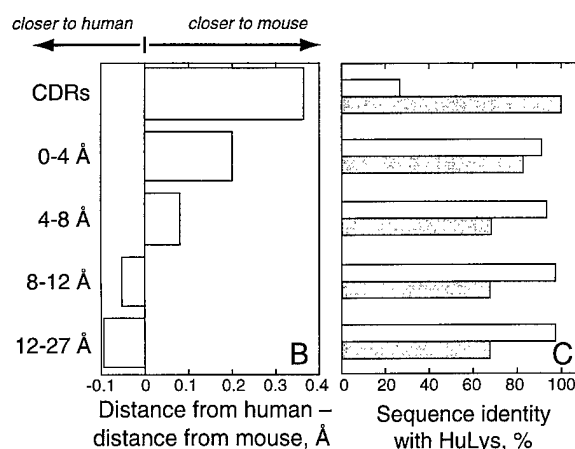 closer to human closer to mouse
CDRs
0-4 Å
4-8 Å
8-12 Å
12-27 Å
B
C
-0.1 0 0.1 0.2 0.3 0.4
0 20 40 60 80 100
Distance from human –
distance from mouse, Å
Sequence identity
with HuLys, %